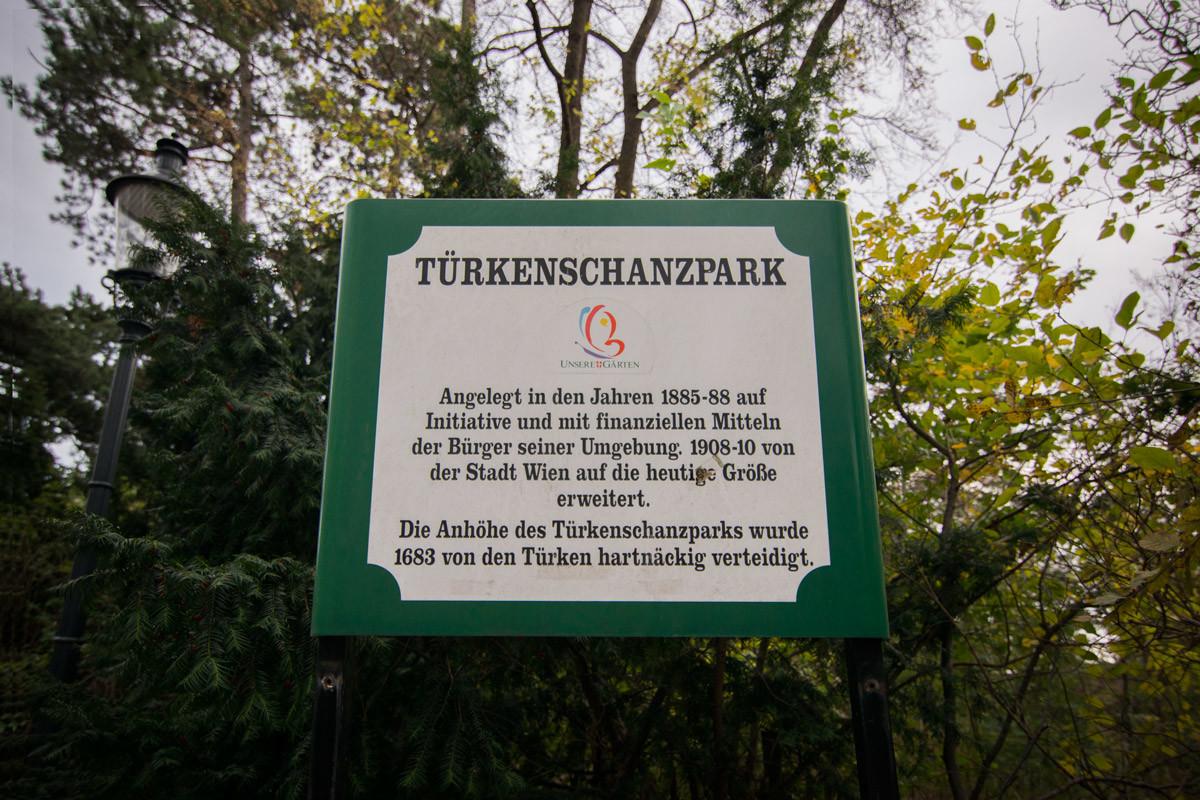 TÜRKENSCHANZPARK
UNSERE GÄRTEN
Angelegt in den Jahren 1885-88 auf
Initiative und mit finanziellen Mitteln
der Bürger seiner Umgebung. 1908-10 von
der Stadt Wien auf die heutige Größe
erweitert.
Die Anhöhe des Türkenschanzparks wurde
1683 von den Türken hartnäckig verteidigt.